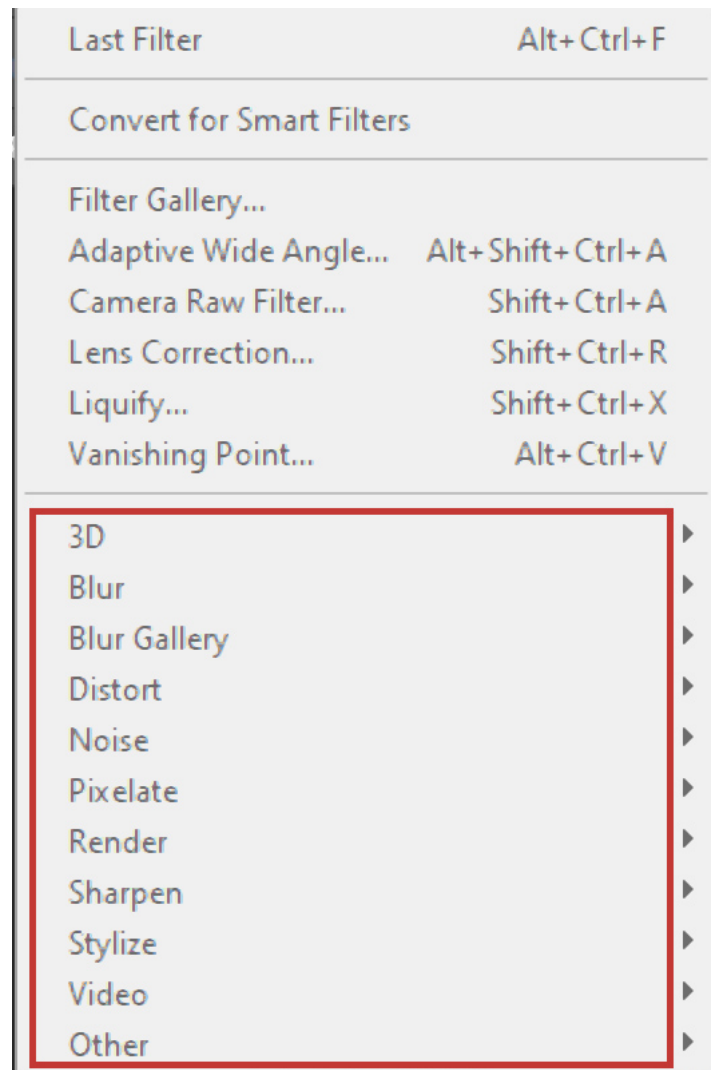 Last Filter Alt+Ctrl+F
Convert for Smart Filters
Filter Gallery...
Adaptive Wide Angle... Alt+Shift+Ctrl+A
Camera Raw Filter... Shift+Ctrl+A
Lens Correction... Shift+Ctrl+R
Liquify... Shift+Ctrl+X
Vanishing Point... Alt+Ctrl+V
3D
Blur
Blur Gallery
Distort
Noise
Pixelate
Render
Sharpen
Stylize
Video
Other